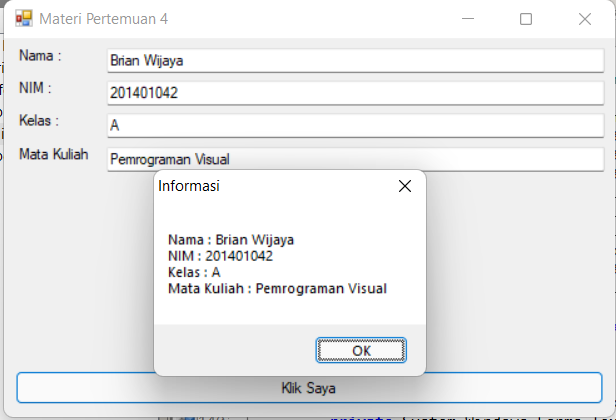 Materi Pertemuan 4
Nama : Brian Wijaya
NIM : 201401042
Kelas : A
Mata Kuliah Pemrograman Visual
Informasi
Nama : Brian Wijaya
NIM : 201401042
Kelas : A
Mata Kuliah : Pemrograman Visual
OK
Klik Saya